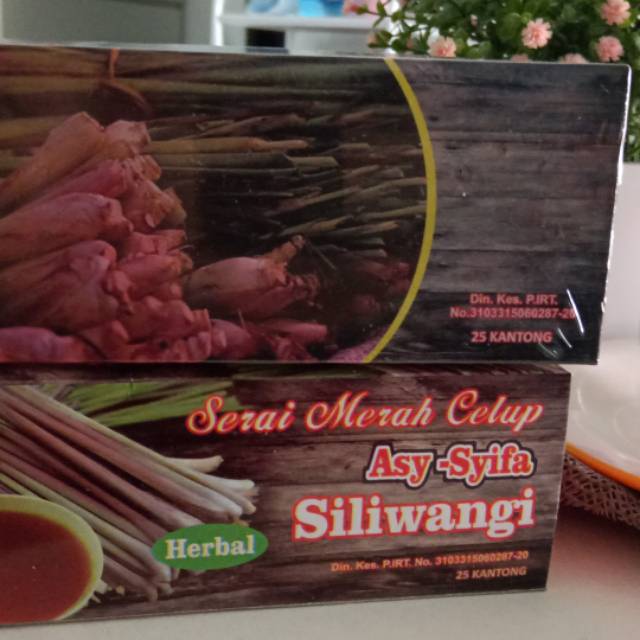 Din. Kes. P.IRT.
No.3103315060287-20
25 KANTONG
Serai Merah Celup
Asy -Syifa
Siliwangi
Herbal
Din. Kes. P.IRT. No. 3103315060287-20
25 KANTONG